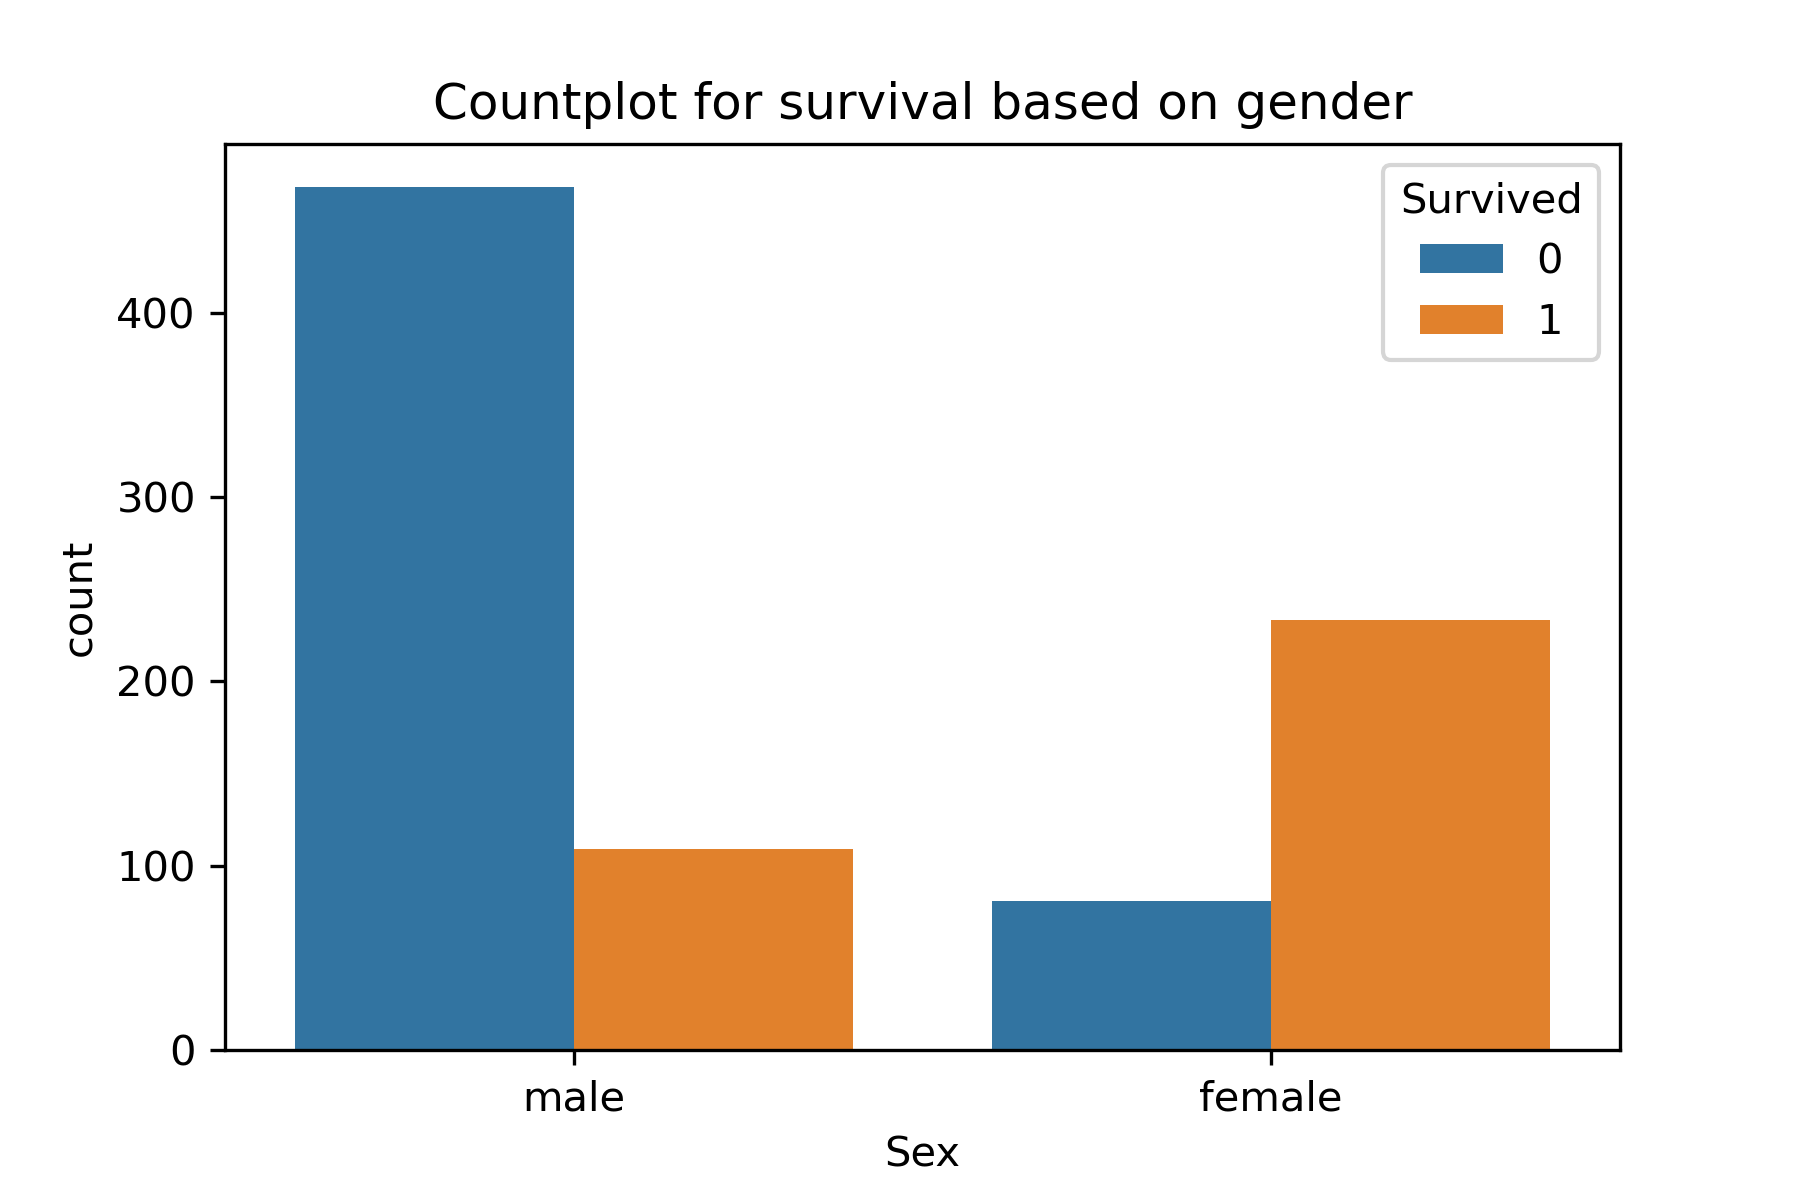 Countplot for survival based on gender
Survived
0
1
400
300
200
100
0
count
male
female
Sex